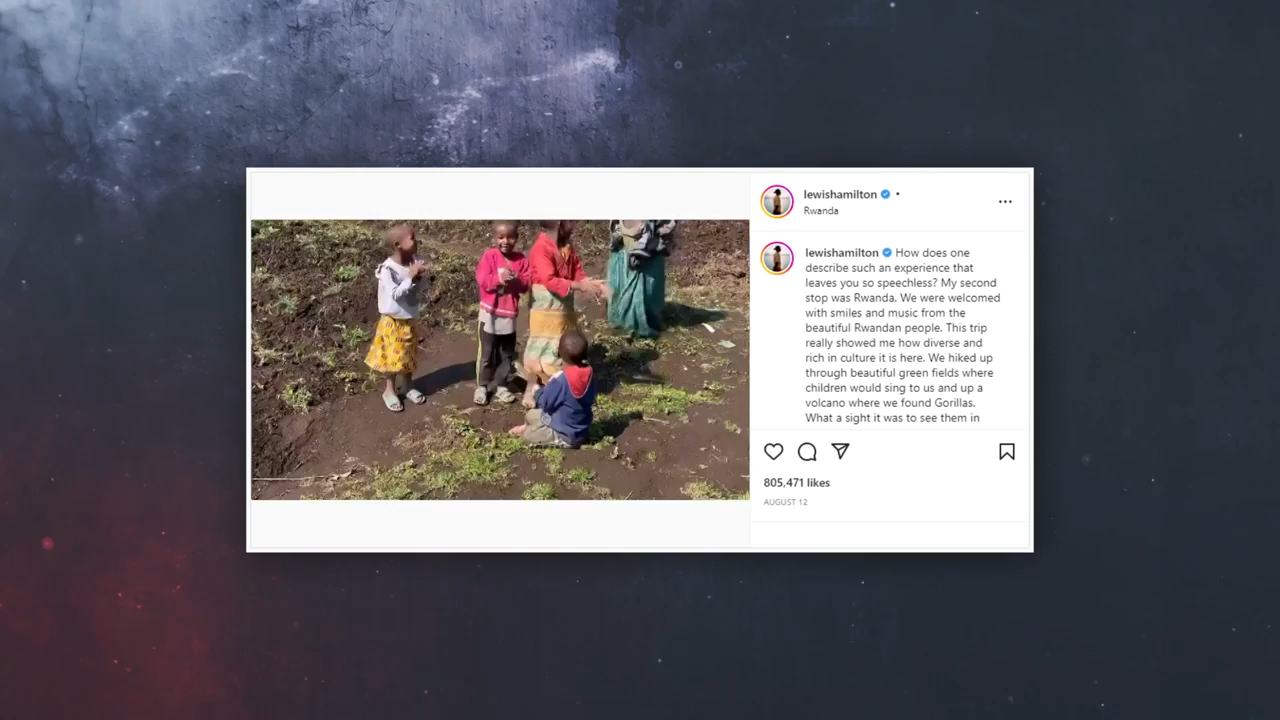 lewishamilton •
Rwanda
lewishamilton How does one
describe such an experience that
leaves you so speechless? My second
stop was Rwanda. We were welcomed
with smiles and music from the
beautiful Rwandan people. This trip
really showed me how diverse and
rich in culture it is here. We hiked up
through beautiful green fields where
children would sing to us and up a
volcano where we found Gorillas.
What a sight it was to see them in
805,471 likes
AUGUST 12